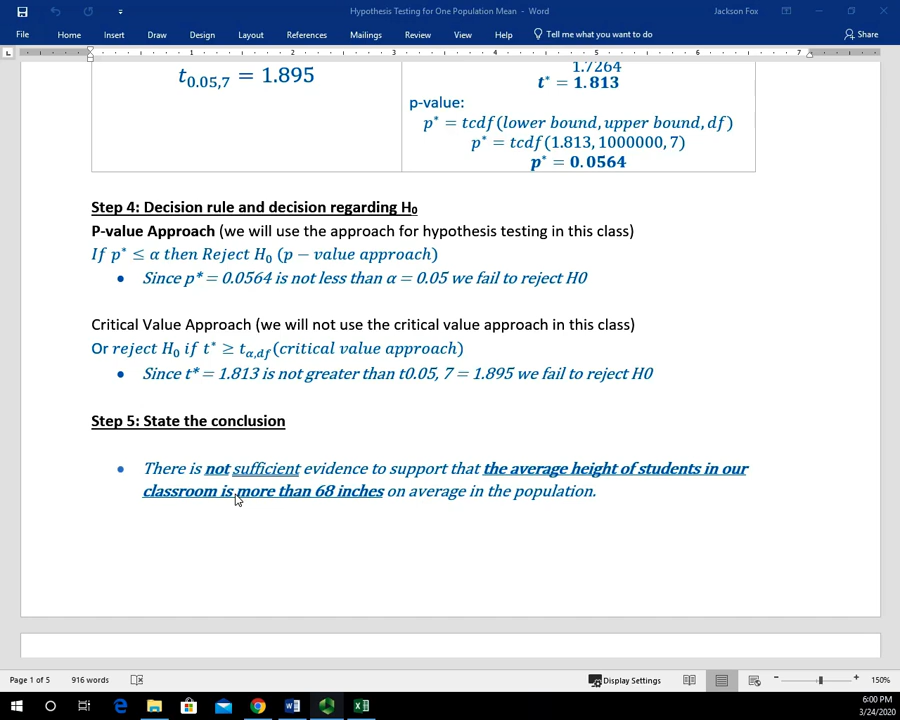 Hypothesis Testing for One Population Mean - Word
Jackson Fox
File Home Insert Draw Design Layout References Mailings Review View Help Tell me what you want to do Share
1 2 3 4 5 6 7
t0.05,7 = 1.895
1.7264
t* = 1.813
p-value:
p* = tcdf(lower bound, upper bound, df)
p* = tcdf(1.813, 1000000, 7)
p* = 0.0564
Step 4: Decision rule and decision regarding H₀
P-value Approach (we will use the approach for hypothesis testing in this class)
If p* ≤ α then Reject H₀ (p − value approach)
• Since p* = 0.0564 is not less than α = 0.05 we fail to reject H0
Critical Value Approach (we will not use the critical value approach in this class)
Or reject H₀ if t* ≥ tα,df(critical value approach)
• Since t* = 1.813 is not greater than t0.05, 7 = 1.895 we fail to reject H0
Step 5: State the conclusion
• There is not sufficient evidence to support that the average height of students in our
classroom is more than 68 inches on average in the population.
Page 1 of 5 916 words Display Settings 150%
6:00 PM
3/24/2020